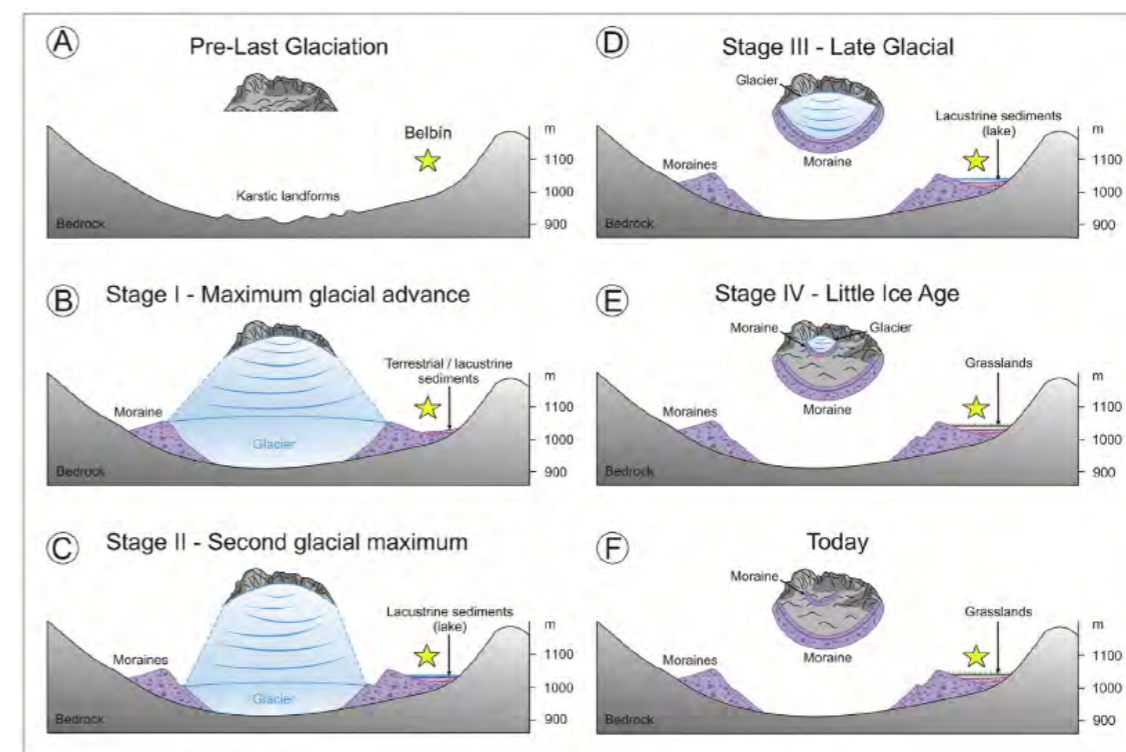 A
Pre-Last Glaciation
Belbín
Karstic landforms
Bedrock
m
1100
1000
900
B
Stage I - Maximum glacial advance
Terrestrial / lacustrine
sediments
Moraine
Glacier
Bedrock
m
1100
1000
900
C
Stage II - Second glacial maximum
Lacustrine sediments
(lake)
Moraines
Glacier
Bedrock
m
1100
1000
900
D
Stage III - Late Glacial
Glacier
Lacustrine sediments
(lake)
Moraine
Moraines
Bedrock
m
1100
1000
900
E
Stage IV - Little Ice Age
Moraine
Glacier
Grasslands
Moraines
Moraine
Bedrock
m
1100
1000
900
F
Today
Moraine
Grasslands
Moraines
Moraine
Bedrock
m
1100
1000
900